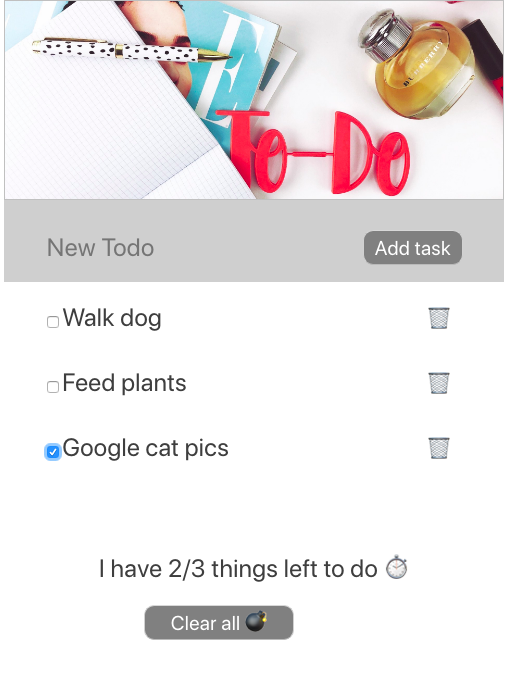 BURBERRY
To-Do
New Todo
Add task
Walk dog
Feed plants
Google cat pics
I have 2/3 things left to do
Clear all